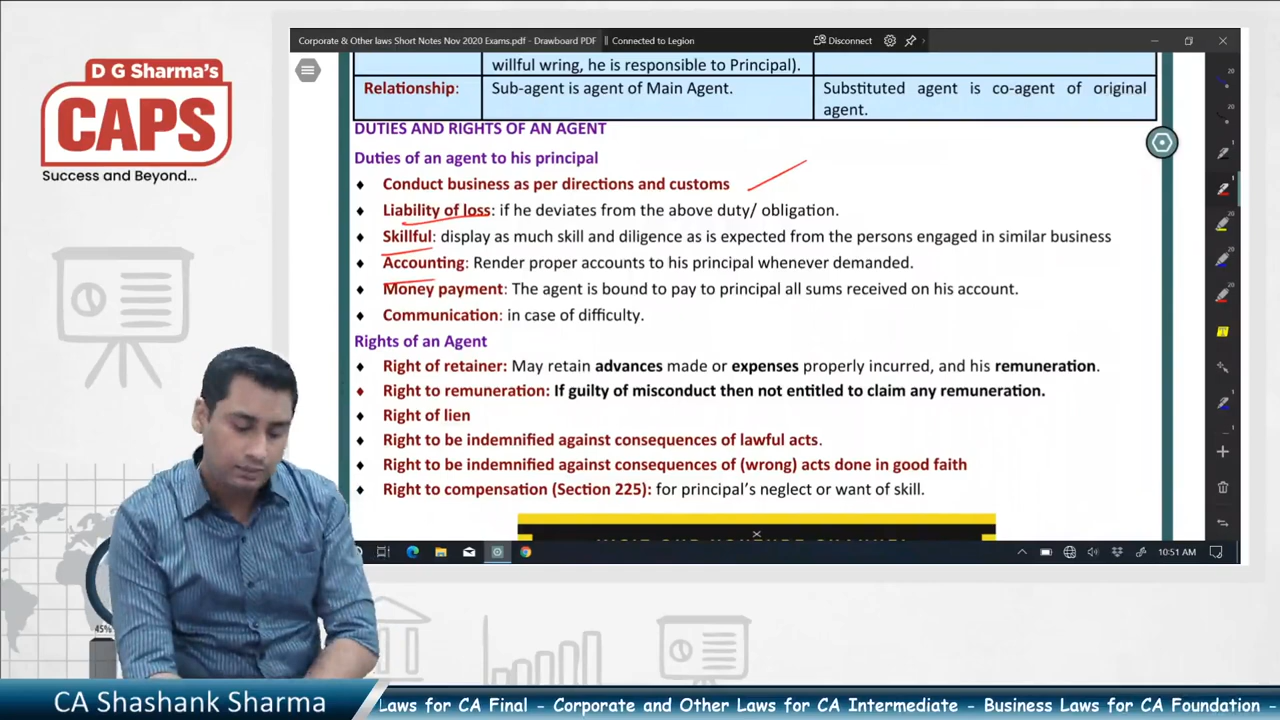 D G Sharma's
CAPS
Success and Beyond...
Corporate & Other laws Short Notes Nov 2020 Exams.pdf - Drawboard PDF
Connected to Legion
Disconnect
willful wring, he is responsible to Principal).
Relationship:
Sub-agent is agent of Main Agent.
Substituted agent is co-agent of original
agent.
DUTIES AND RIGHTS OF AN AGENT
Duties of an agent to his principal
♦ Conduct business as per directions and customs
♦ Liability of loss: if he deviates from the above duty/ obligation.
♦ Skillful: display as much skill and diligence as is expected from the persons engaged in similar business
♦ Accounting: Render proper accounts to his principal whenever demanded.
♦ Money payment: The agent is bound to pay to principal all sums received on his account.
♦ Communication: in case of difficulty.
Rights of an Agent
♦ Right of retainer: May retain advances made or expenses properly incurred, and his remuneration.
♦ Right to remuneration: If guilty of misconduct then not entitled to claim any remuneration.
♦ Right of lien
♦ Right to be indemnified against consequences of lawful acts.
♦ Right to be indemnified against consequences of (wrong) acts done in good faith
♦ Right to compensation (Section 225): for principal's neglect or want of skill.
10:51 AM
45%
CA Shashank Sharma
Laws for CA Final – Corporate and Other Laws for CA Intermediate – Business Laws for CA Foundation -